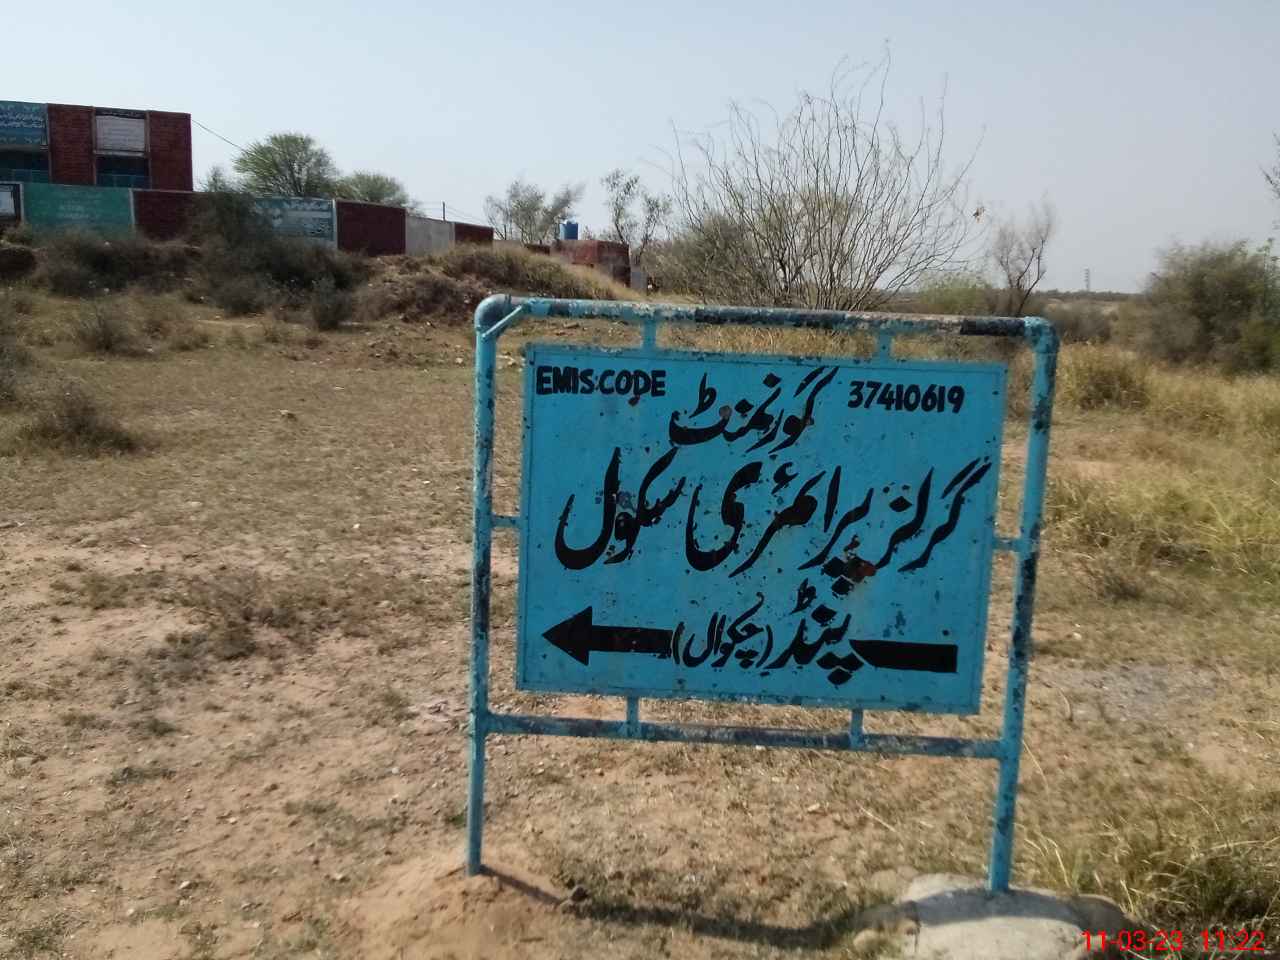 EMIS:CODE 37410619
گورنمنٹ
گرلز پرائمری سکول
پنڈ (چکوال)
11-03-23 11:22